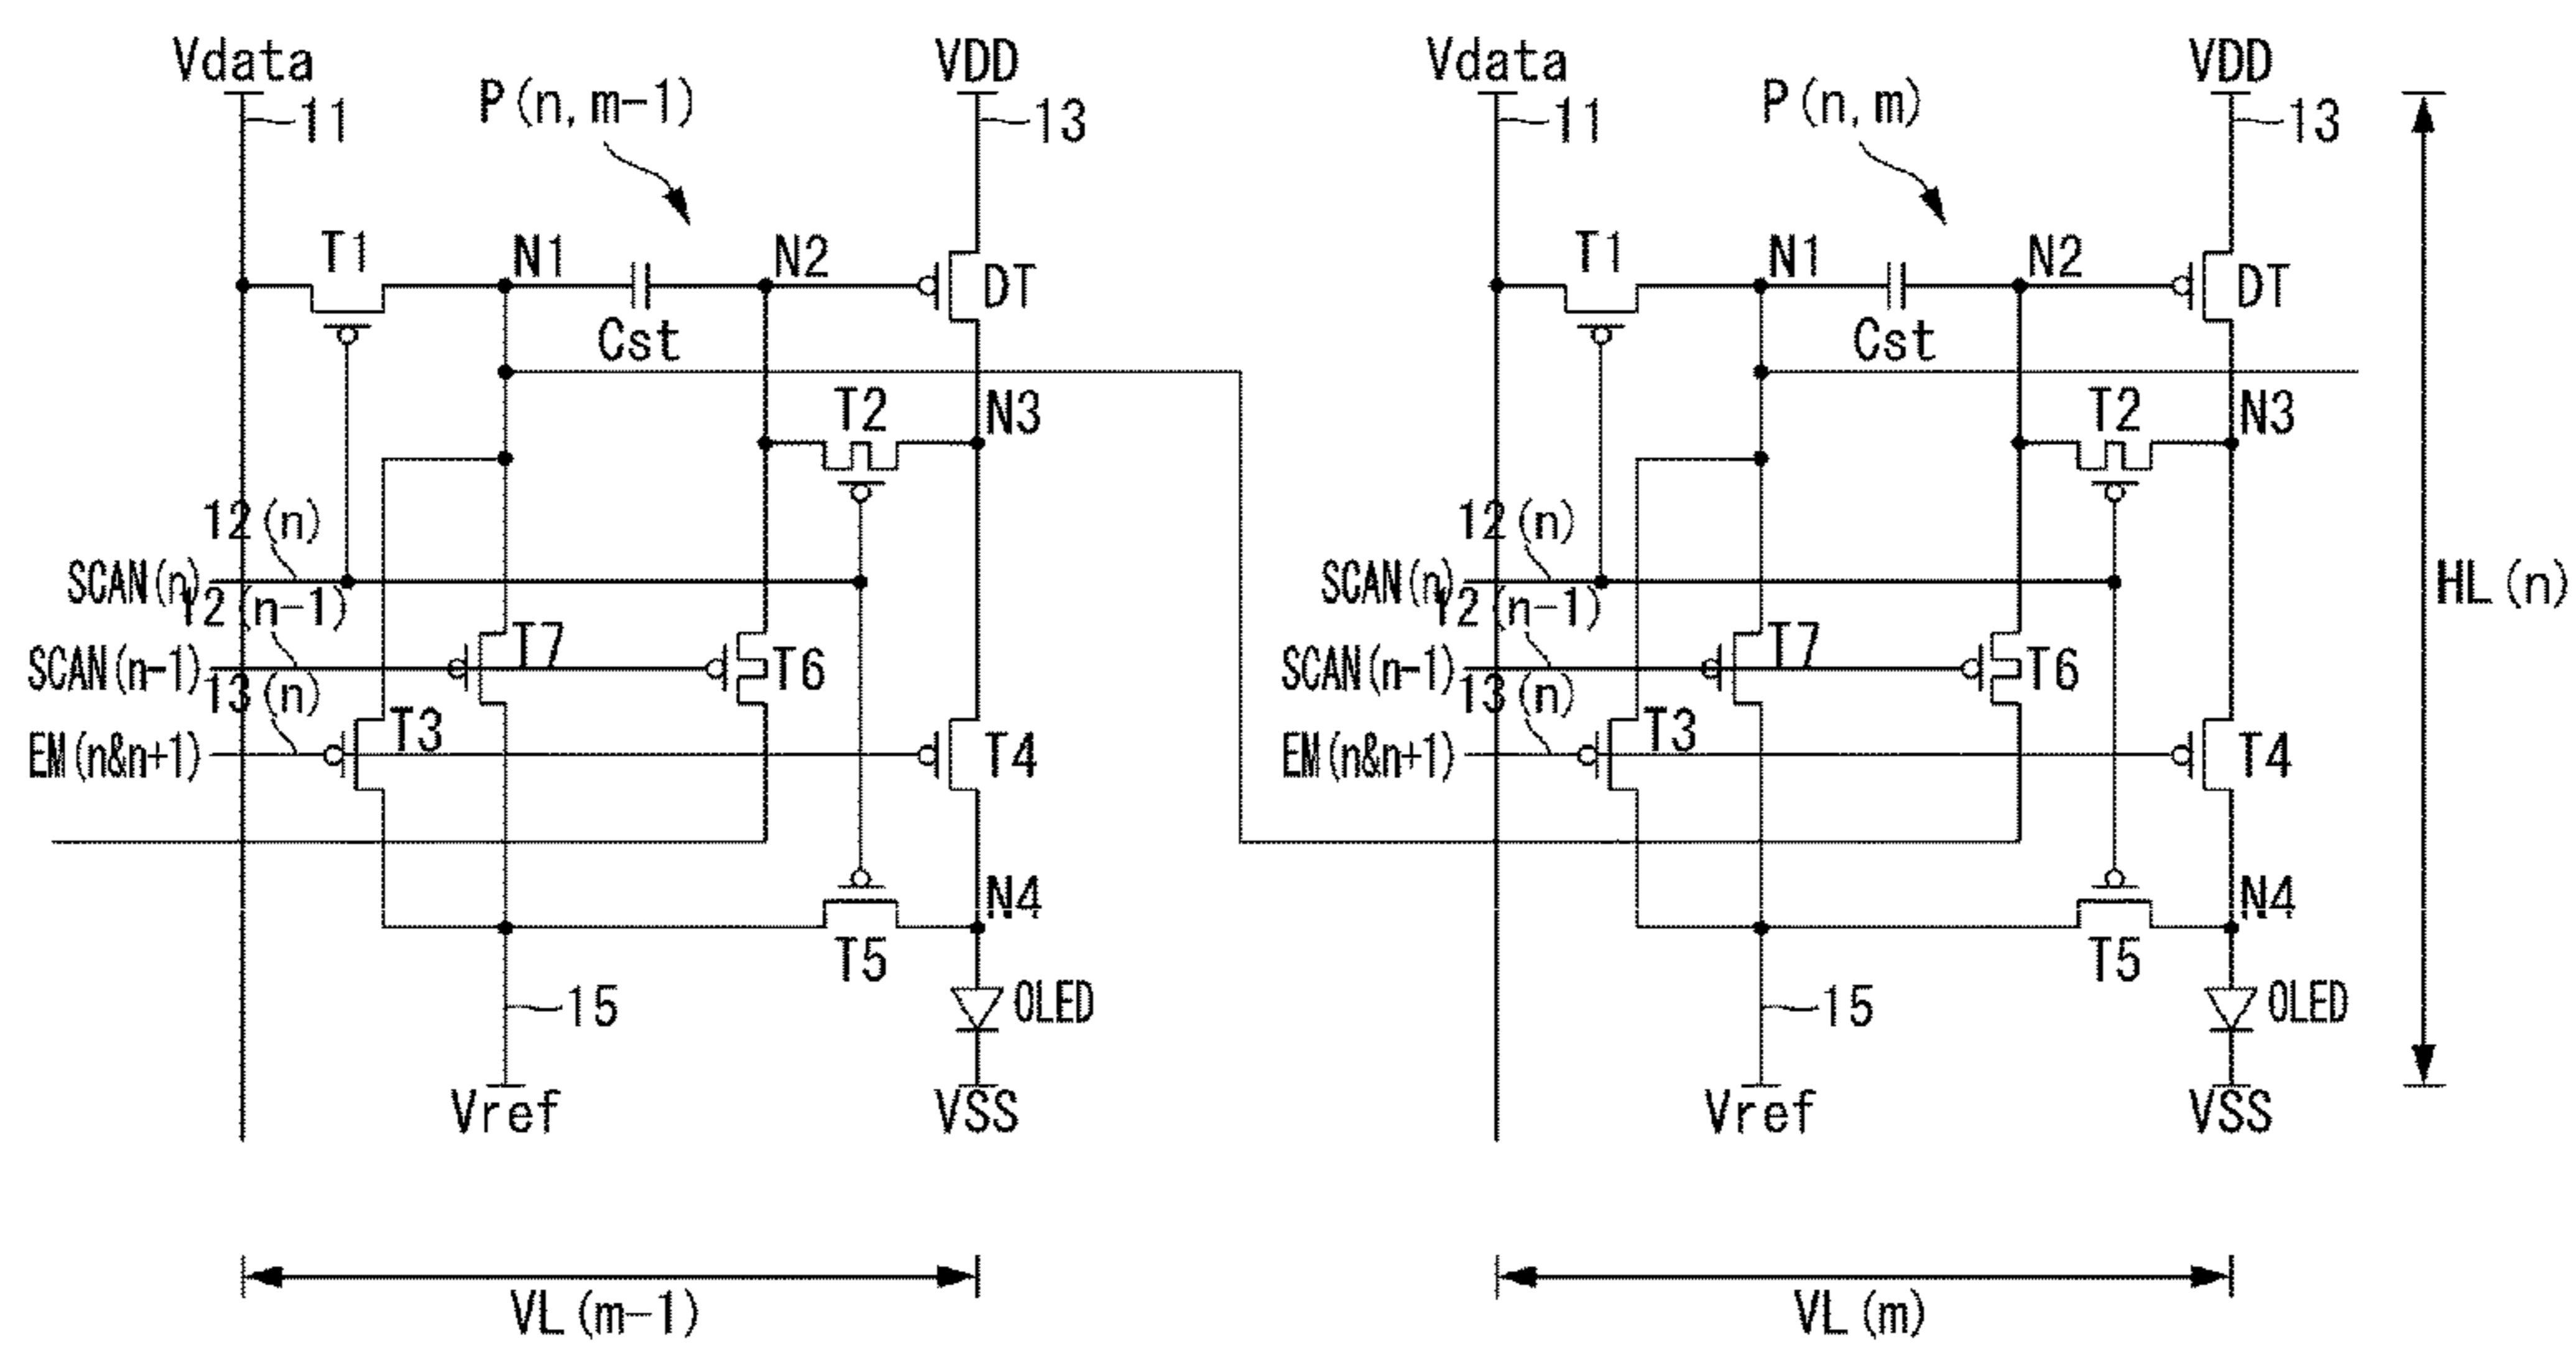 Vdata VDD Vdata VDD
11 P(n,m-1) 13 11 P(n,m) 13
T1 N1 N2 DT T1 N1 N2 DT
Cst Cst
T2 N3 T2 N3
12(n) 12(n)
SCAN(n) SCAN(n) HL(n)
12(n-1) 12(n-1)
SCAN(n-1) T7 T6 SCAN(n-1) T7 T6
13(n) 13(n)
EM(n&n+1) T3 T4 EM(n&n+1) T3 T4
N4 N4
T5 T5
15 OLED 15 OLED
Vref VSS Vref VSS
VL(m-1) VL(m)